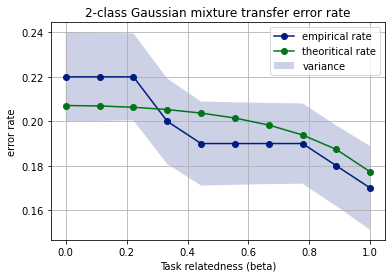 2-class Gaussian mixture transfer error rate
empirical rate
theoritical rate
variance
error rate
0.24
0.22
0.20
0.18
0.16
0.0 0.2 0.4 0.6 0.8 1.0
Task relatedness (beta)